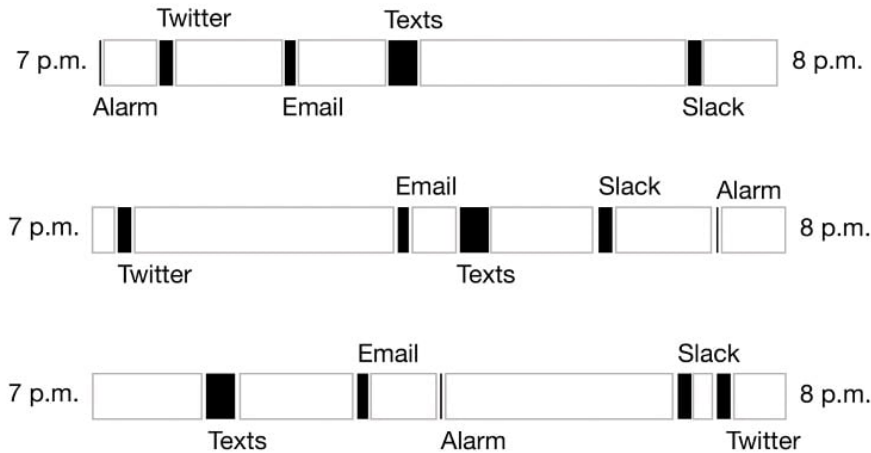 Twitter Texts
7 p.m. 8 p.m.
Alarm Email Slack
Email Slack Alarm
7 p.m. 8 p.m.
Twitter Texts
Email Slack
7 p.m. 8 p.m.
Texts Alarm Twitter